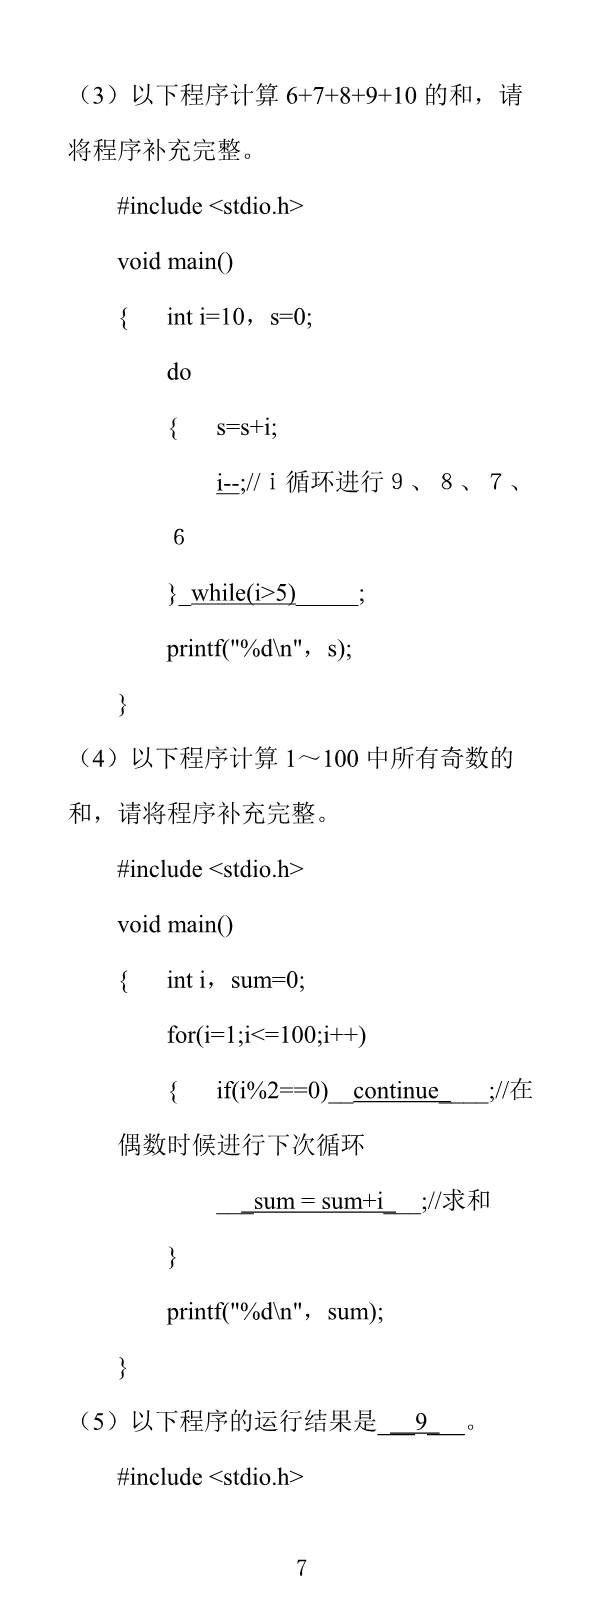 （3）以下程序计算 6+7+8+9+10 的和，请
将程序补充完整。
#include <stdio.h>
void main()
{ int i=10，s=0;
do
{ s=s+i;
i--;//ｉ循环进行９、８、７、
６
}_while(i>5)_____;
printf("%d\n"，s);
}
（4）以下程序计算 1～100 中所有奇数的
和，请将程序补充完整。
#include <stdio.h>
void main()
{ int i，sum=0;
for(i=1;i<=100;i++)
{ if(i%2==0)__continue____;//在
偶数时候进行下次循环
___sum = sum+i___;//求和
}
printf("%d\n"，sum);
}
（5）以下程序的运行结果是___9___。
#include <stdio.h>
7